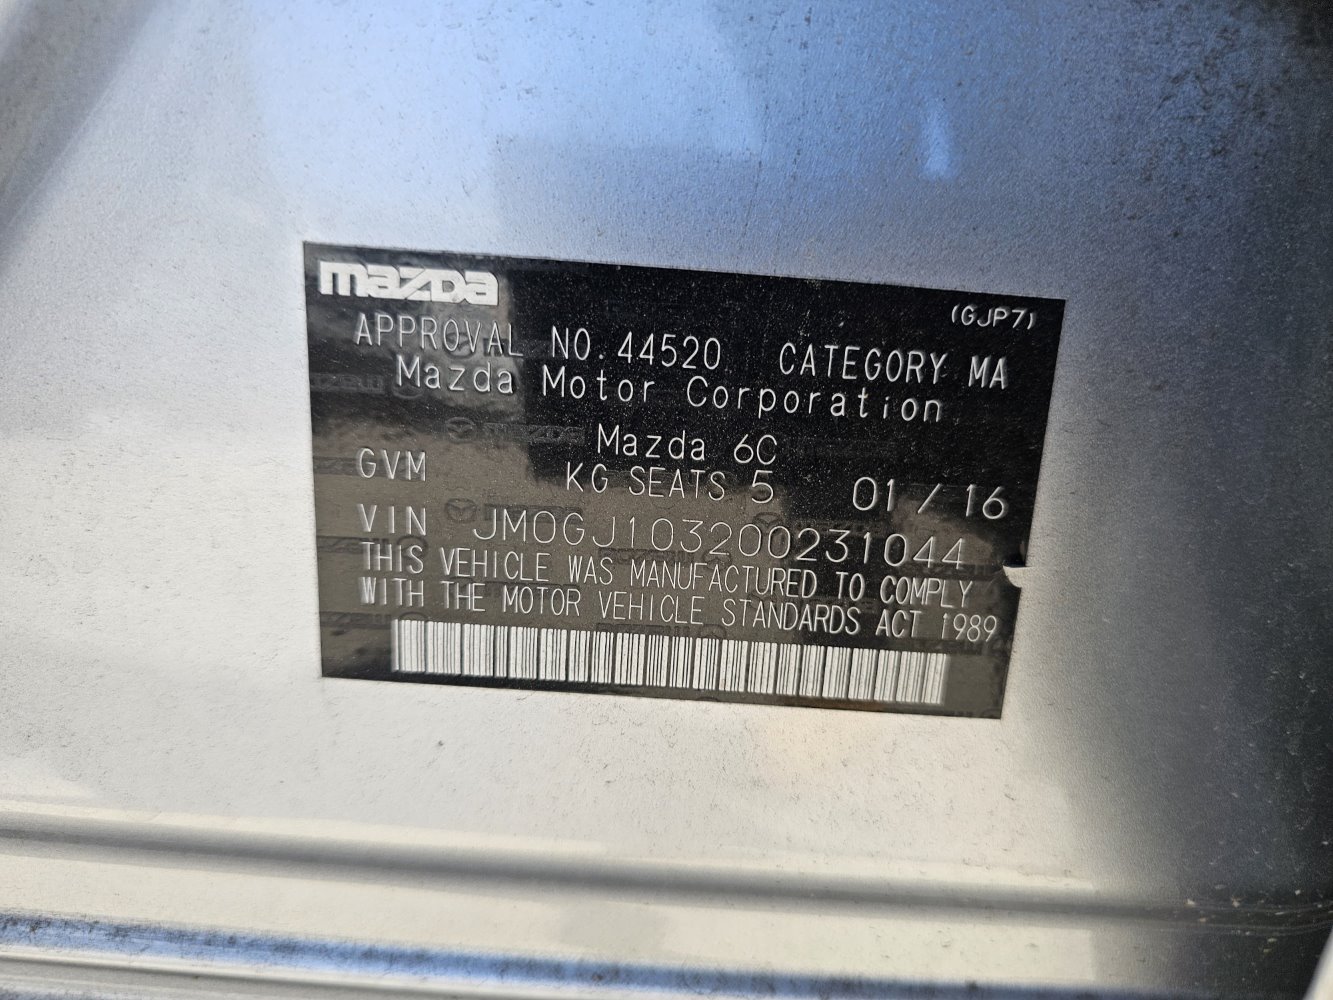 mazda
(GJP7)
APPROVAL NO.44520 CATEGORY MA
Mazda Motor Corporation
Mazda 6C
GVM KG SEATS 5 01/16
VIN JM0GJ103200231044
THIS VEHICLE WAS MANUFACTURED TO COMPLY
WITH THE MOTOR VEHICLE STANDARDS ACT 1989